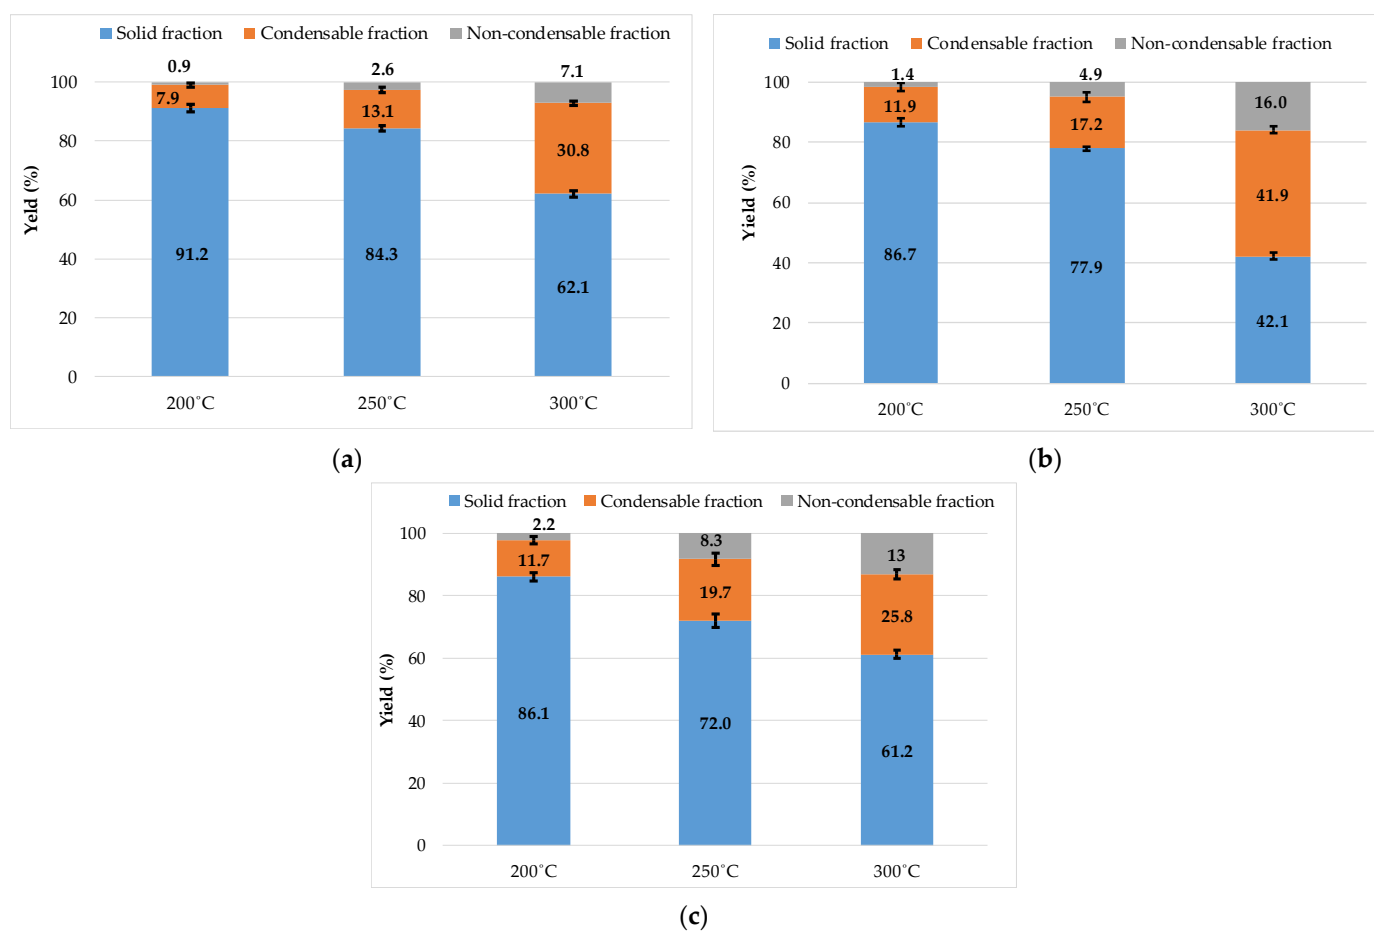 Solid fraction Condensable fraction Non-condensable fraction
0.9 2.6 7.1
100
7.9 13.1
80
30.8
Yeld (%)
60
91.2 84.3
62.1
40
20
0
200˚C 250˚C 300˚C
(a)
Solid fraction Condensable fraction Non-condensable fraction
1.4 4.9
100
16.0
11.9 17.2
80
41.9
Yield (%)
60
86.7 77.9
40
42.1
20
0
200˚C 250˚C 300˚C
(b)
Solid fraction Condensable fraction Non-condensable fraction
2.2
100
8.3 13
11.7
19.7
80
25.8
60
Yield (%)
86.1 72.0
61.2
40
20
0
200˚C 250˚C 300˚C
(c)